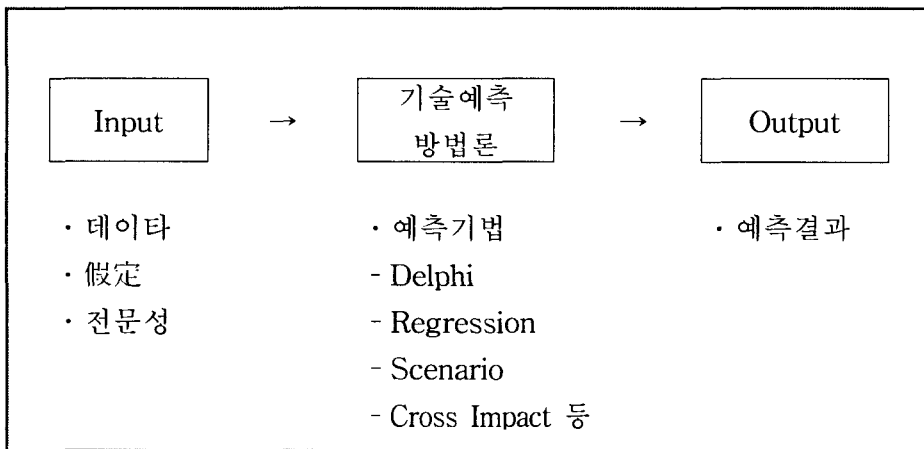 Input → 기술예측 방법론 → Output
· 데이타
· 假定
· 전문성
· 예측기법
- Delphi
- Regression
- Scenario
- Cross Impact 등
· 예측결과